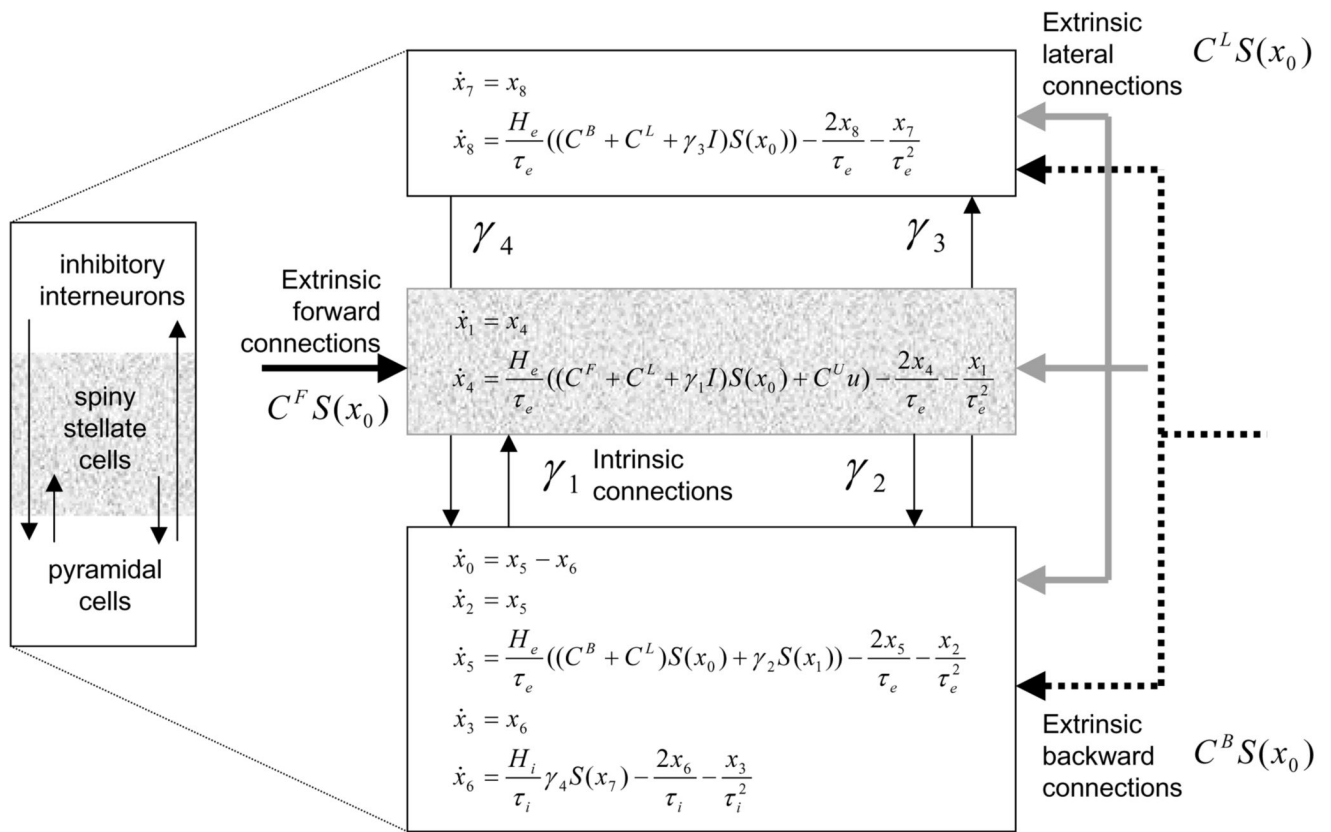 Extrinsic
lateral
connections
C^L S(x_0)
ẋ_7 = x_8
ẋ_8 = H_e/τ_e ((C^B + C^L + γ_3 I)S(x_0)) − 2x_8/τ_e − x_7/τ_e^2
γ_4
γ_3
inhibitory
interneurons
spiny
stellate
cells
pyramidal
cells
Extrinsic
forward
connections
C^F S(x_0)
ẋ_1 = x_4
ẋ_4 = H_e/τ_e ((C^F + C^L + γ_1 I)S(x_0) + C^U u) − 2x_4/τ_e − x_1/τ_e^2
γ_1
Intrinsic
connections
γ_2
ẋ_0 = x_5 − x_6
ẋ_2 = x_5
ẋ_5 = H_e/τ_e ((C^B + C^L)S(x_0) + γ_2 S(x_1)) − 2x_5/τ_e − x_2/τ_e^2
ẋ_3 = x_6
ẋ_6 = H_i/τ_i γ_4 S(x_7) − 2x_6/τ_i − x_3/τ_i^2
Extrinsic
backward
connections
C^B S(x_0)